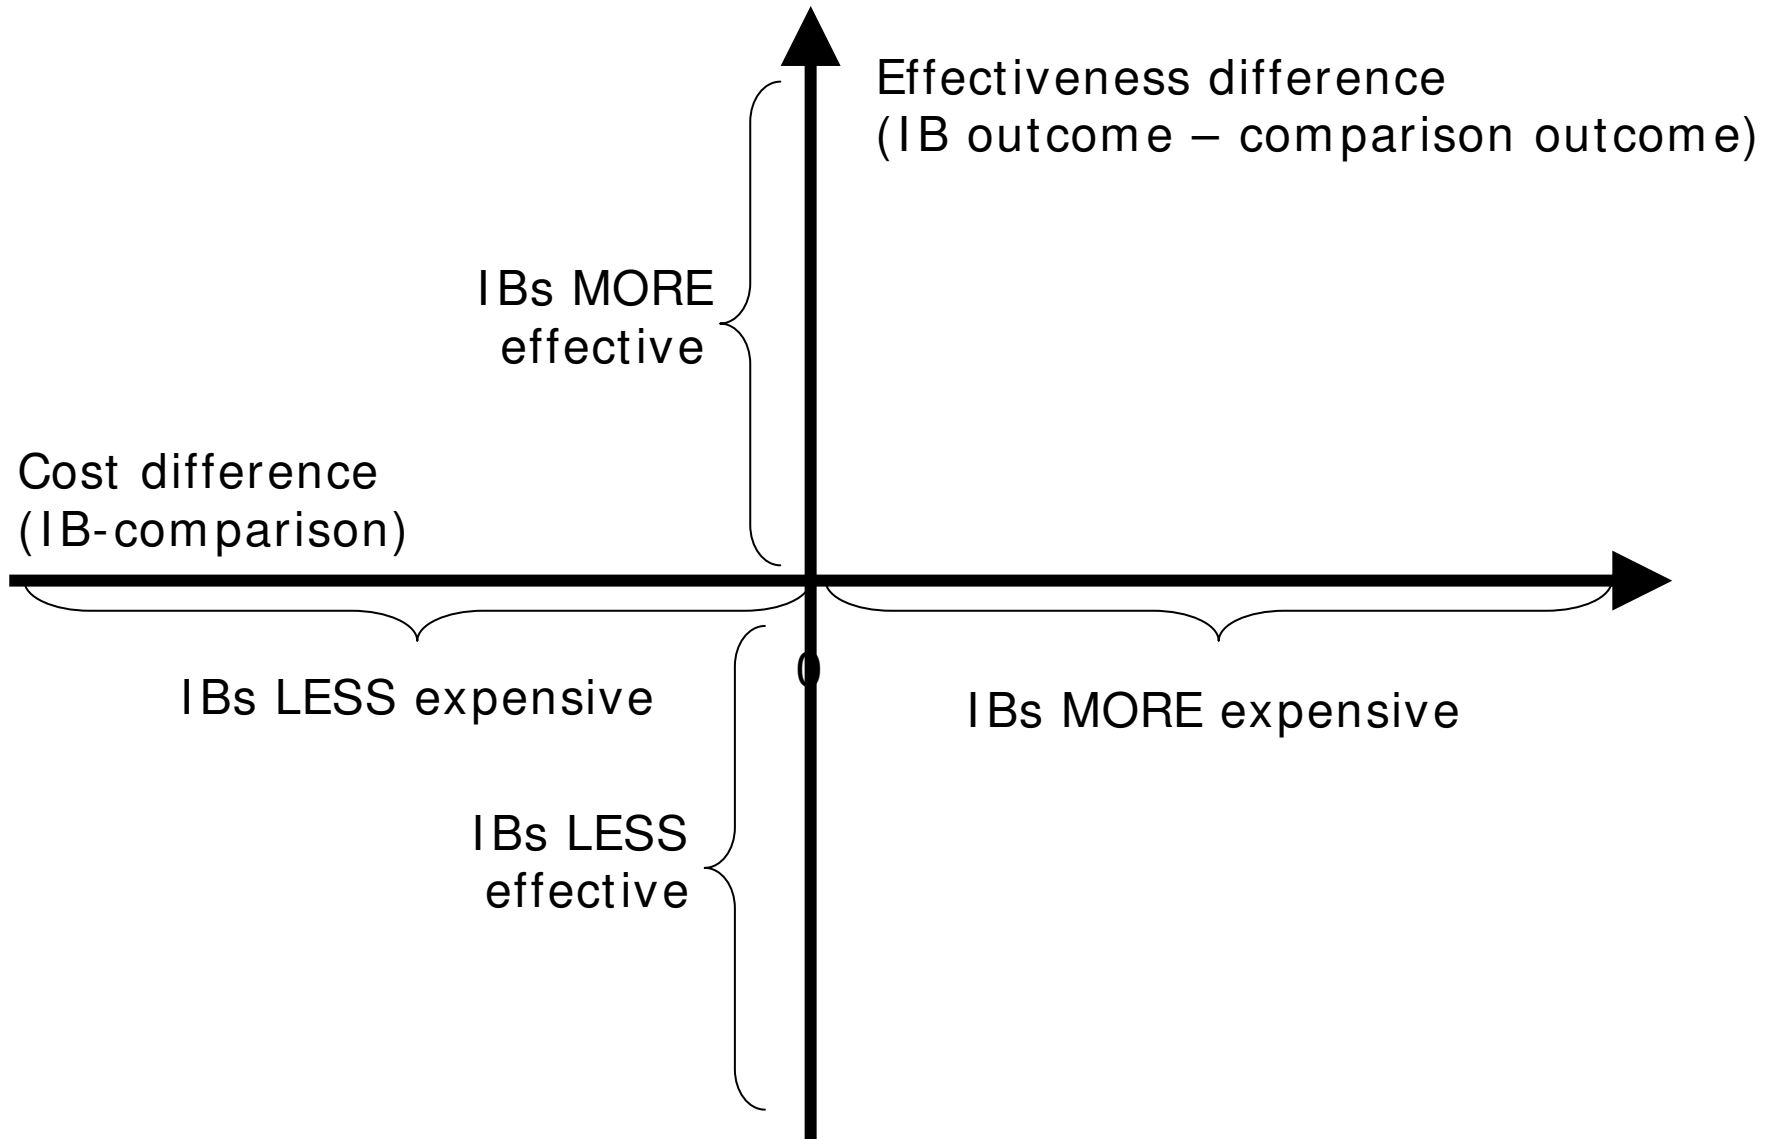 Effectiveness difference
(IB outcome – comparison outcome)
IBs MORE
effective
Cost difference
(IB-comparison)
0
IBs LESS expensive
IBs MORE expensive
IBs LESS
effective